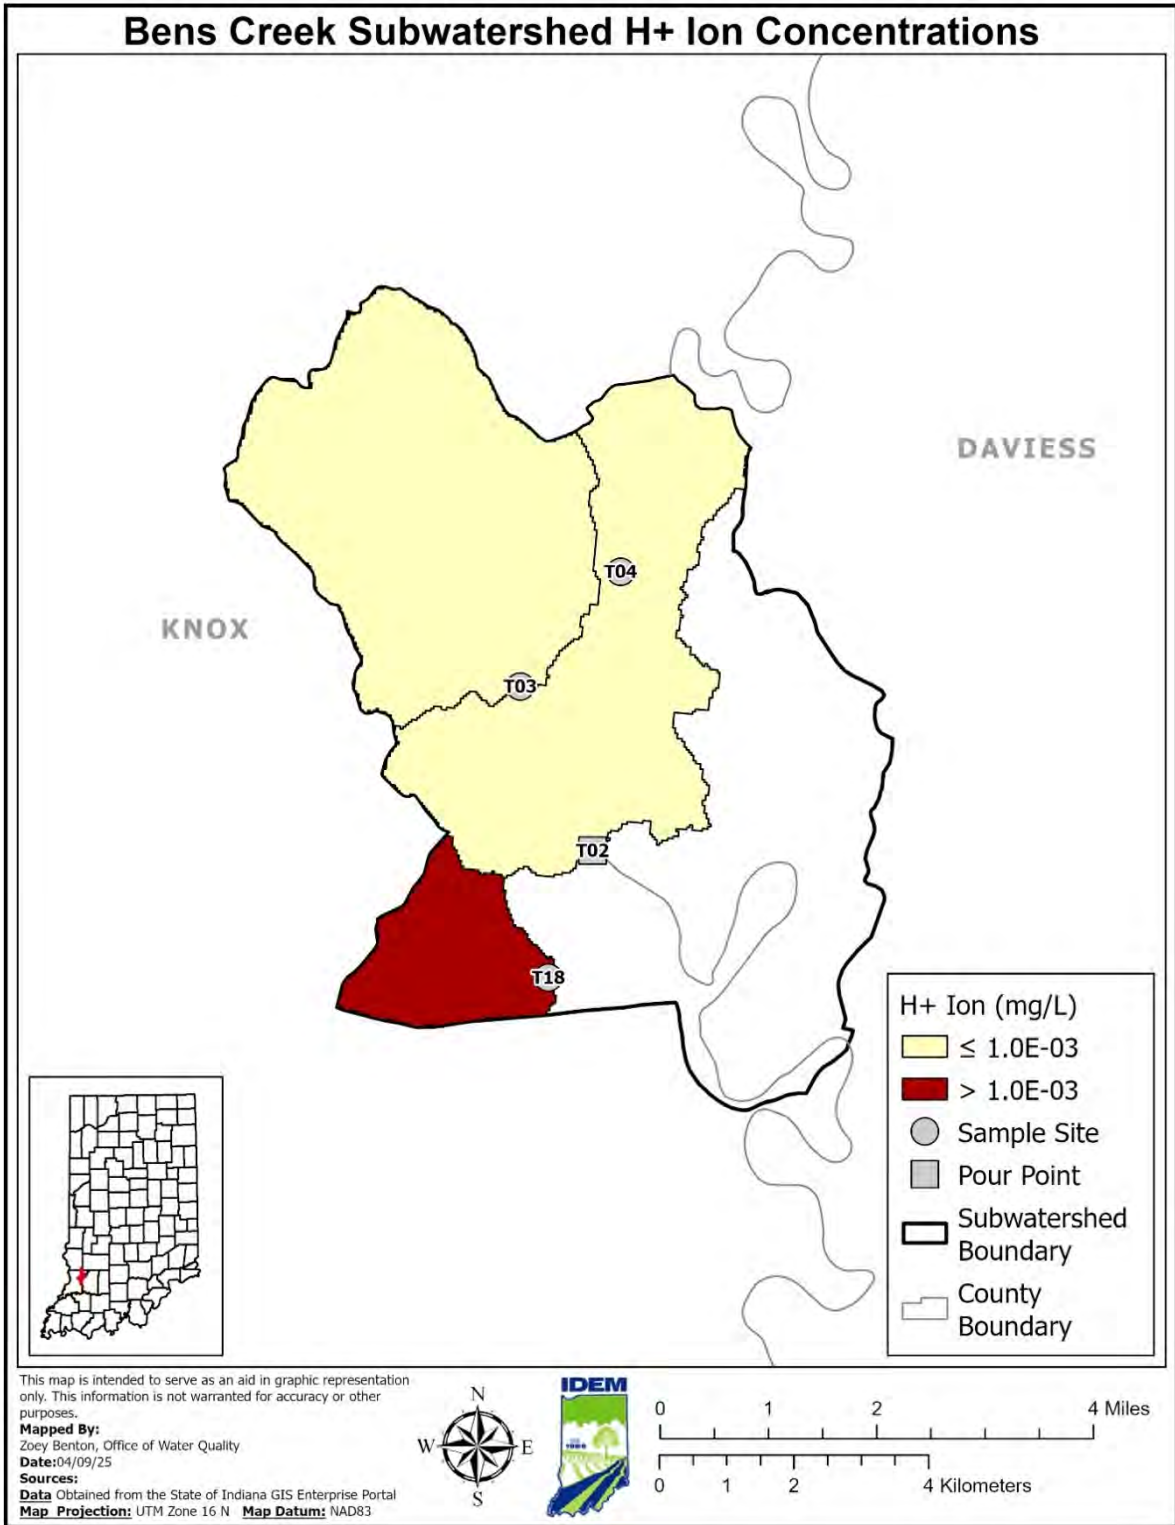 Bens Creek Subwatershed H+ Ion Concentrations
DAVIESS
T04
KNOX
T03
T02
T18
H+ Ion (mg/L)
≤ 1.0E-03
> 1.0E-03
Sample Site
Pour Point
Subwatershed
Boundary
County
Boundary
This map is intended to serve as an aid in graphic representation
only. This information is not warranted for accuracy or other
purposes.
Mapped By:
Zoey Benton, Office of Water Quality
Date:04/09/25
Sources:
Data Obtained from the State of Indiana GIS Enterprise Portal
Map Projection: UTM Zone 16 N Map Datum: NAD83
N
W E
S
IDEM
0 1 2 4 Miles
0 1 2 4 Kilometers